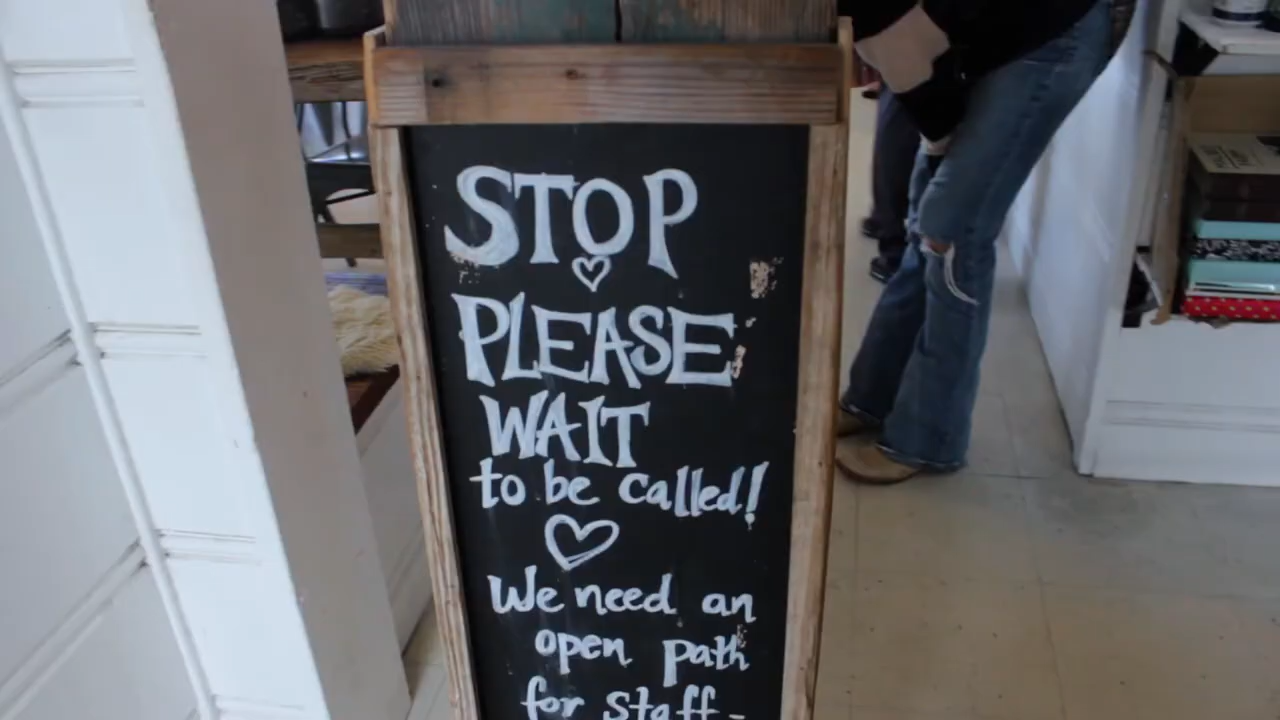 STOP
PLEASE
WAIT
to be called!
We need an
open path
for staff-